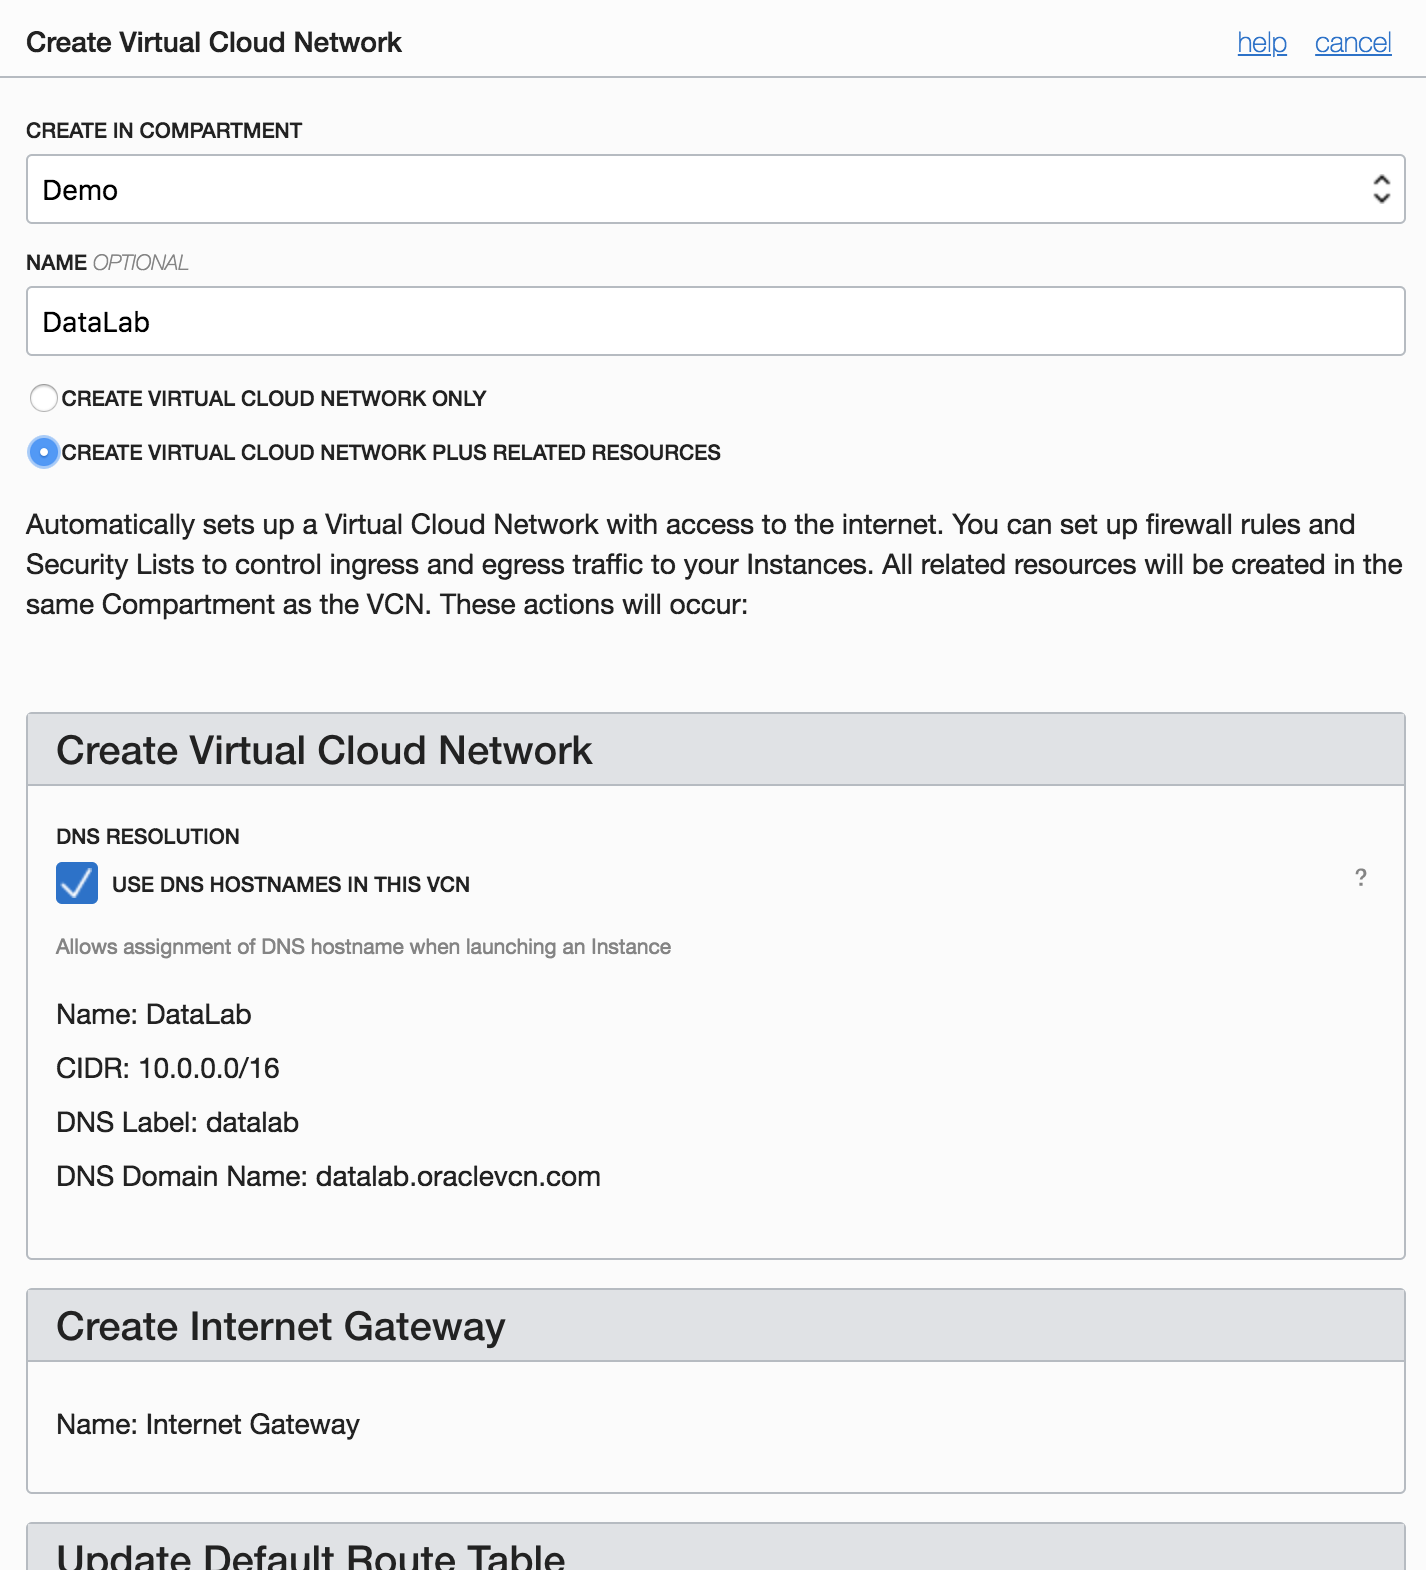 Create Virtual Cloud Network help cancel
CREATE IN COMPARTMENT
Demo
NAME OPTIONAL
DataLab
CREATE VIRTUAL CLOUD NETWORK ONLY
CREATE VIRTUAL CLOUD NETWORK PLUS RELATED RESOURCES
Automatically sets up a Virtual Cloud Network with access to the internet. You can set up firewall rules and
Security Lists to control ingress and egress traffic to your Instances. All related resources will be created in the
same Compartment as the VCN. These actions will occur:
Create Virtual Cloud Network
DNS RESOLUTION
USE DNS HOSTNAMES IN THIS VCN ?
Allows assignment of DNS hostname when launching an Instance
Name: DataLab
CIDR: 10.0.0.0/16
DNS Label: datalab
DNS Domain Name: datalab.oraclevcn.com
Create Internet Gateway
Name: Internet Gateway
Update Default Route Table